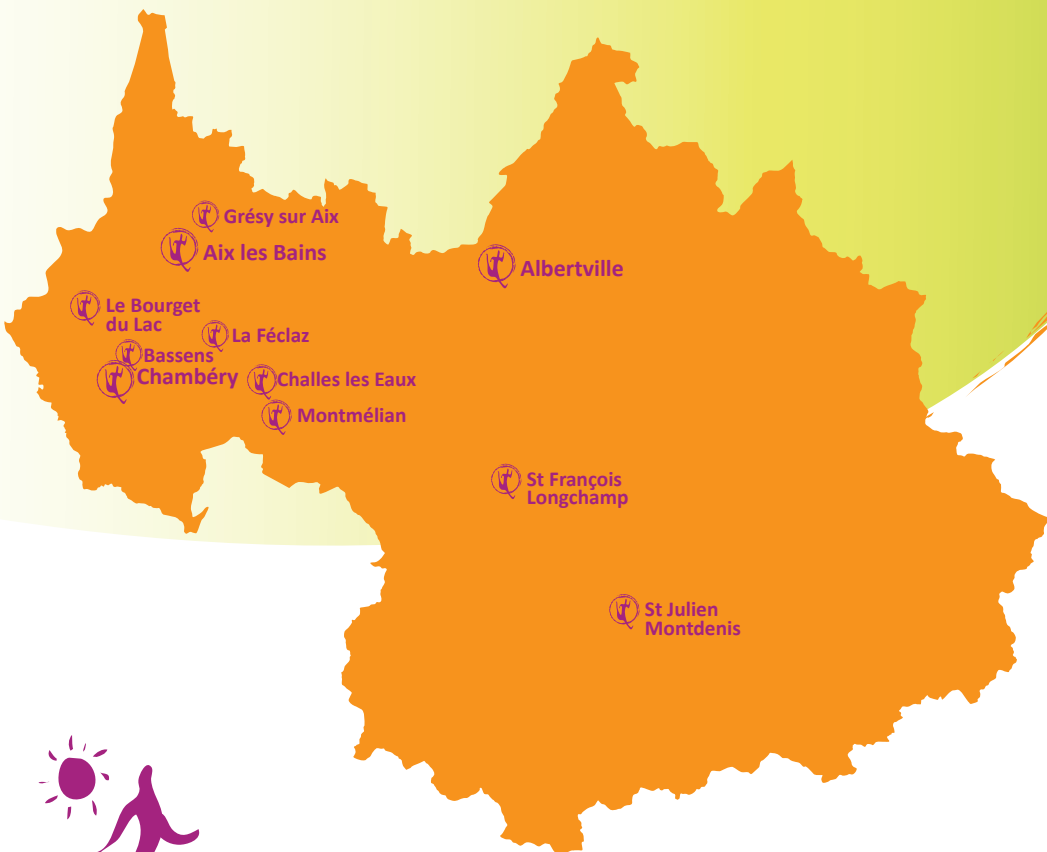 Grésy sur Aix
Aix les Bains
Albertville
Le Bourget
du Lac
La Féclaz
Bassens
Chambéry
Challes les Eaux
Montmélian
St François
Longchamp
St Julien
Montdenis